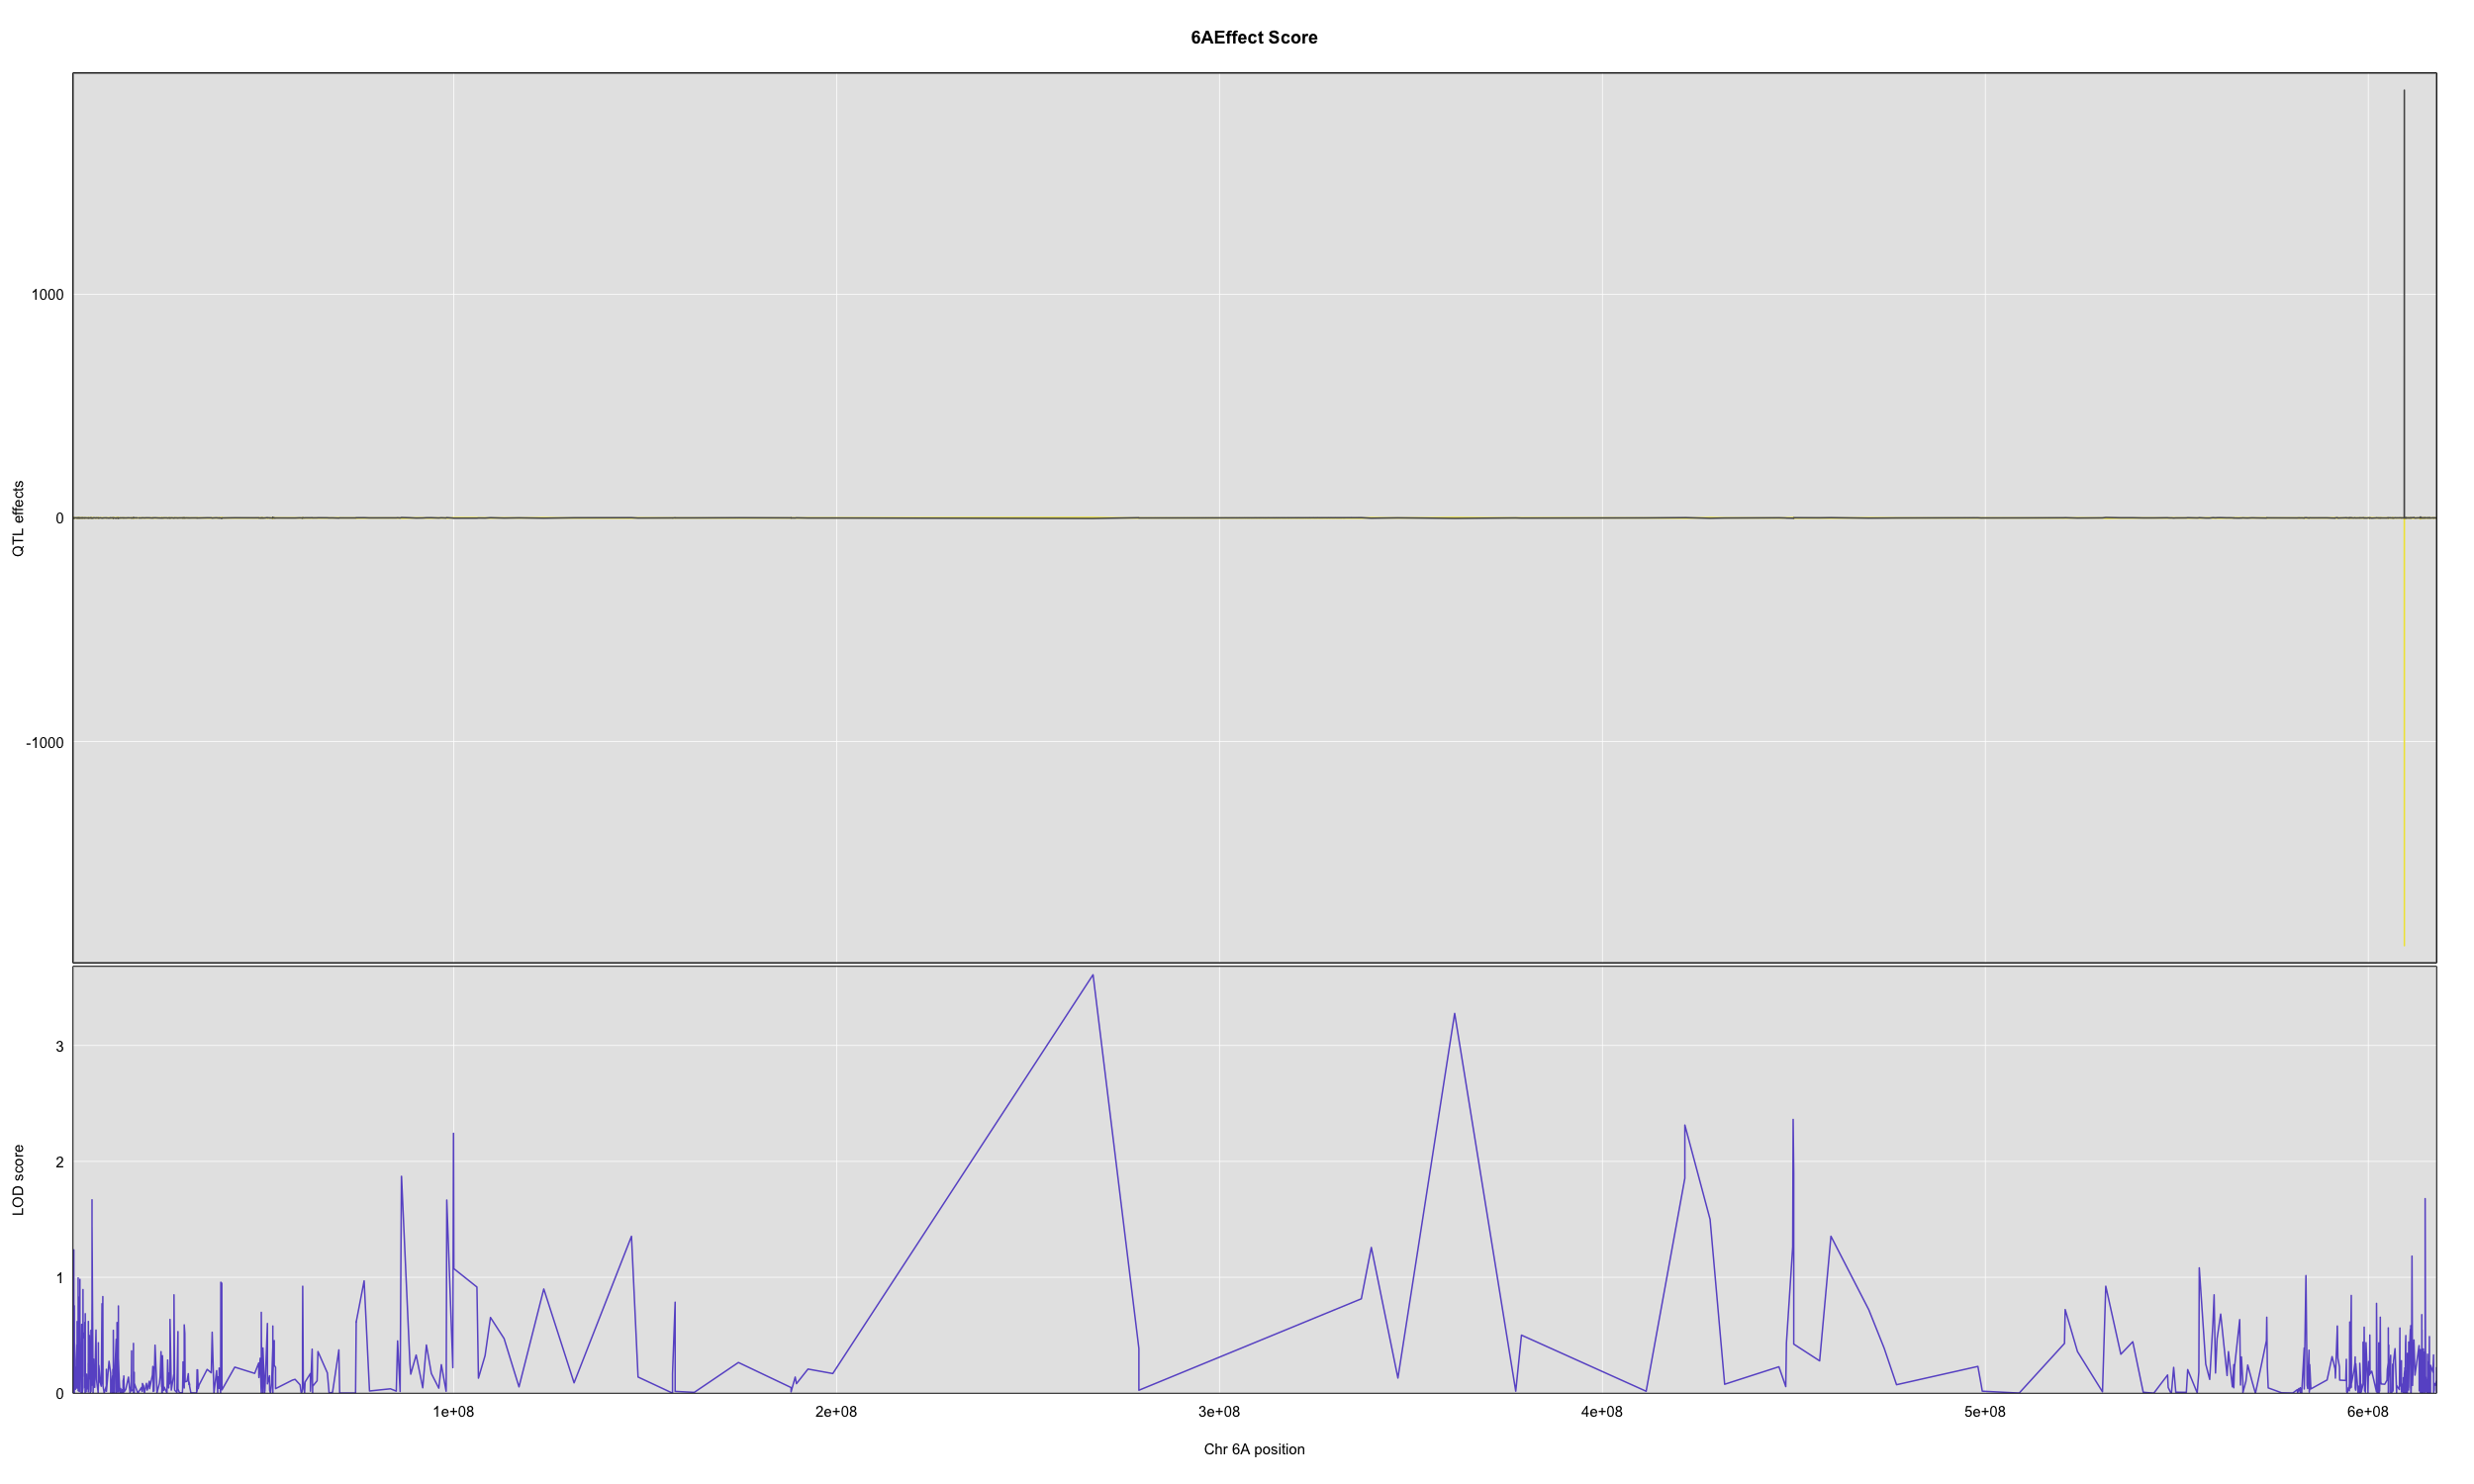 6AEffect Score
QTL effects
1000
0
-1000
LOD score
3
2
1
0
1e+08
2e+08
3e+08
4e+08
5e+08
6e+08
Chr 6A position